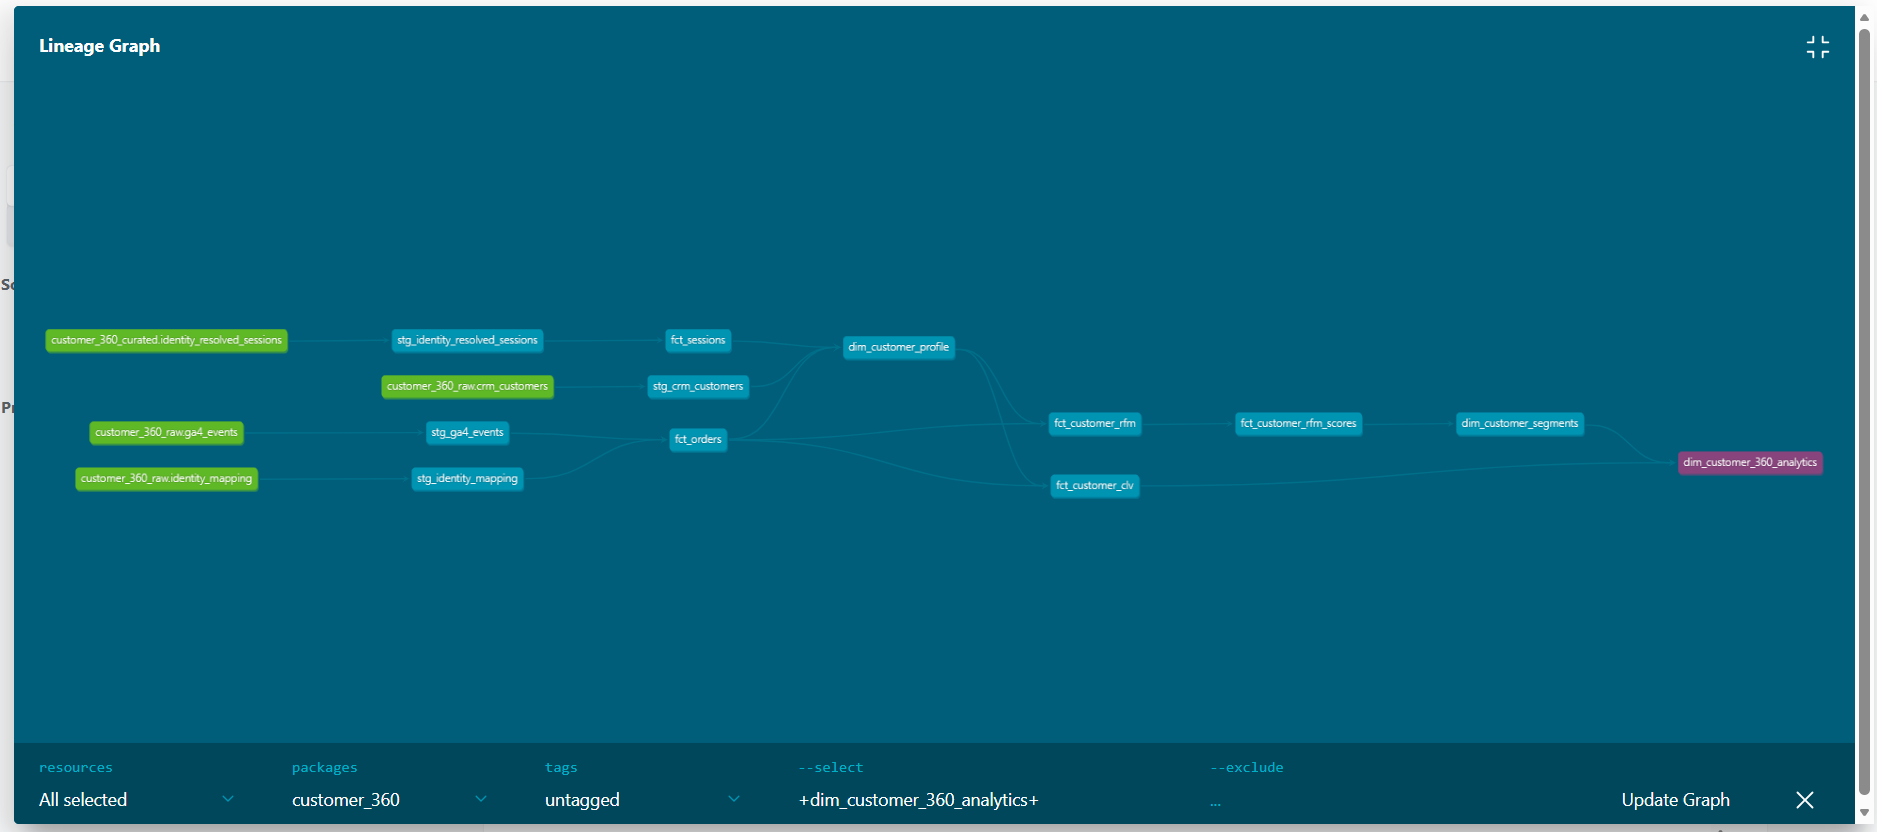 Lineage Graph
customer_360_curated.identity_resolved_sessions
stg_identity_resolved_sessions
fct_sessions
dim_customer_profile
customer_360_raw.crm_customers
stg_crm_customers
customer_360_raw.ga4_events
stg_ga4_events
fct_orders
fct_customer_rfm
fct_customer_rfm_scores
dim_customer_segments
dim_customer_360_analytics
customer_360_raw.identity_mapping
stg_identity_mapping
fct_customer_clv
resources
packages
tags
--select
--exclude
All selected
customer_360
untagged
+dim_customer_360_analytics+
...
Update Graph